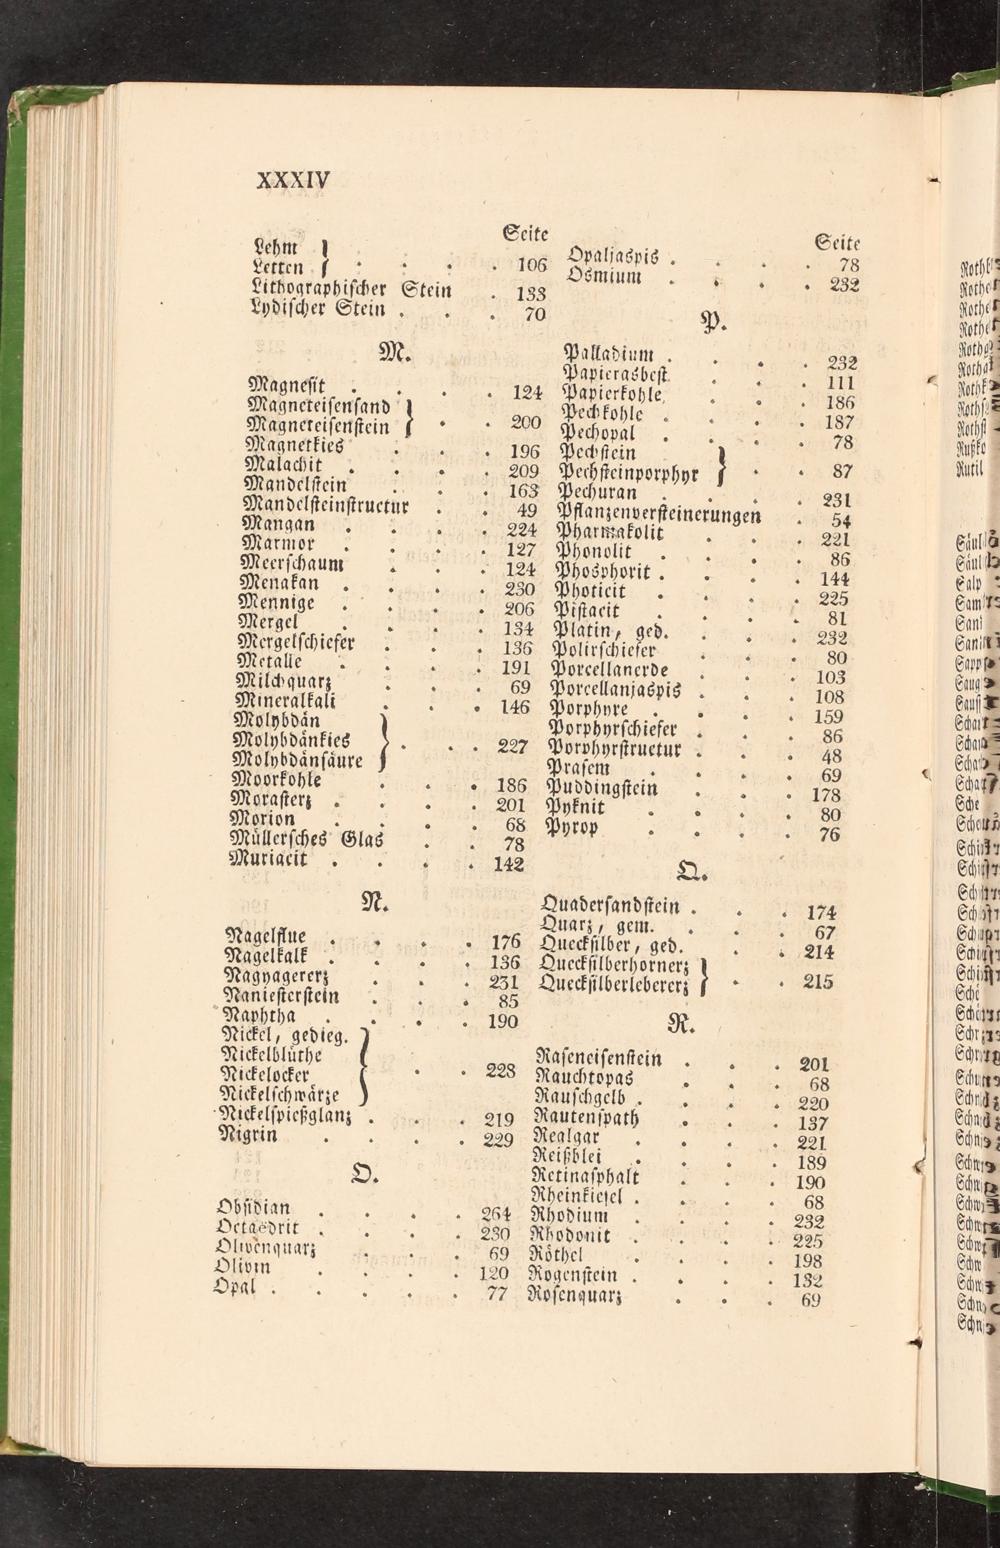 XXXIV
Seite
Lehm }
Letten } . . . . 106
Lithographischer Stein . 133
Lydischer Stein . . . 70
M.
Magnesit . . . . 124
Magneteisensand }
Magneteisenstein } . . 200
Magnetkies . . . 196
Malachit . . . . 209
Mandelstein . . . 163
Mandelsteinstructur . . 49
Mangan . . . . 224
Marmor . . . . 127
Meerschaum . . . 124
Menakan . . . . 230
Mennige . . . . 206
Mergel . . . . 134
Mergelschiefer . . . 136
Metalle . . . . 191
Milchquarz . . . 69
Mineralkali . . . 146
Molybdän }
Molybdänkies } . . . 227
Molybdänsäure }
Moorkohle . . . 186
Morasterz . . . . 201
Morion . . . . 68
Müllersches Glas . . 78
Muriacit . . . . 142
N.
Nagelflue . . . . 176
Nagelkalk . . . . 136
Nagyagererz . . . 231
Naniesterstein . . . 85
Naphtha . . . . 190
Nickel, gedieg. }
Nickelblüthe }
Nickelocker } . . 228
Nickelschwärze }
Nickelspießglanz . . . 219
Nigrin . . . . 229
O.
Obsidian . . . . 264
Octaëdrit . . . . 230
Olivenquarz . . . 69
Olivin . . . . 120
Opal . . . . . 77
Seite
Opaljaspis . . . . 78
Osmium . . . . 232
P.
Palladium . . . . 232
Papierasbest . . . 111
Papierkohle . . . 186
Pechkohle . . . . 187
Pechopal . . . . 78
Pechstein }
Pechsteinporphyr } . . 87
Pechuran . . . . 231
Pflanzenversteinerungen . 54
Pharmakolit . . . 221
Phonolit . . . . 86
Phosphorit . . . . 144
Photicit . . . . 225
Pistacit . . . . 81
Platin, ged. . . . 232
Polirschiefer . . . 80
Porcellanerde . . . 103
Porcellanjaspis . . . 108
Porphyre . . . . 159
Porphyrschiefer . . . 86
Porphyrstructur . . . 48
Prasem . . . . 69
Puddingstein . . . 178
Pyknit . . . . 80
Pyrop . . . . 76
Q.
Quadersandstein . . . 174
Quarz, gem. . . . 67
Quecksilber, ged. . . 214
Quecksilberhornerz }
Quecksilberlebererz } . . 215
R.
Raseneisenstein . . . 201
Rauchtopas . . . 68
Rauschgelb . . . . 220
Rautenspath . . . 137
Realgar . . . . 221
Reißblei . . . . 189
Retinasphalt . . . 190
Rheinkiesel . . . . 68
Rhodium . . . . 232
Rhodonit . . . . 225
Röthel . . . . 198
Rogenstein . . . . 132
Rosenquarz . . . 69
Rutil